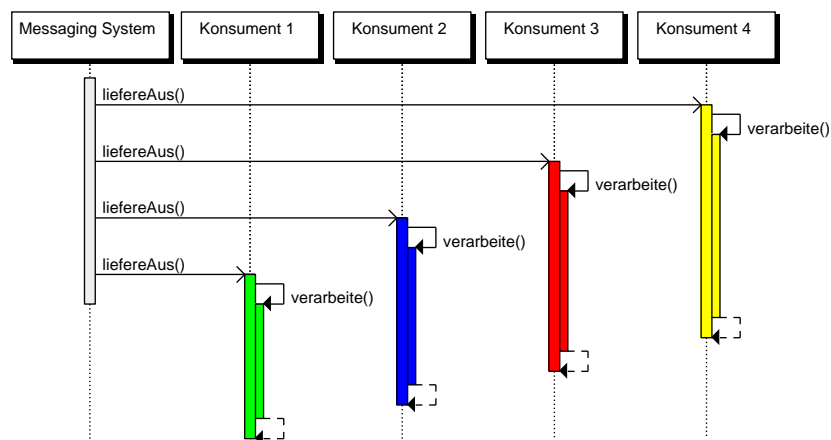 Messaging System
Konsument 1
Konsument 2
Konsument 3
Konsument 4
liefereAus()
verarbeite()
liefereAus()
verarbeite()
liefereAus()
verarbeite()
liefereAus()
verarbeite()